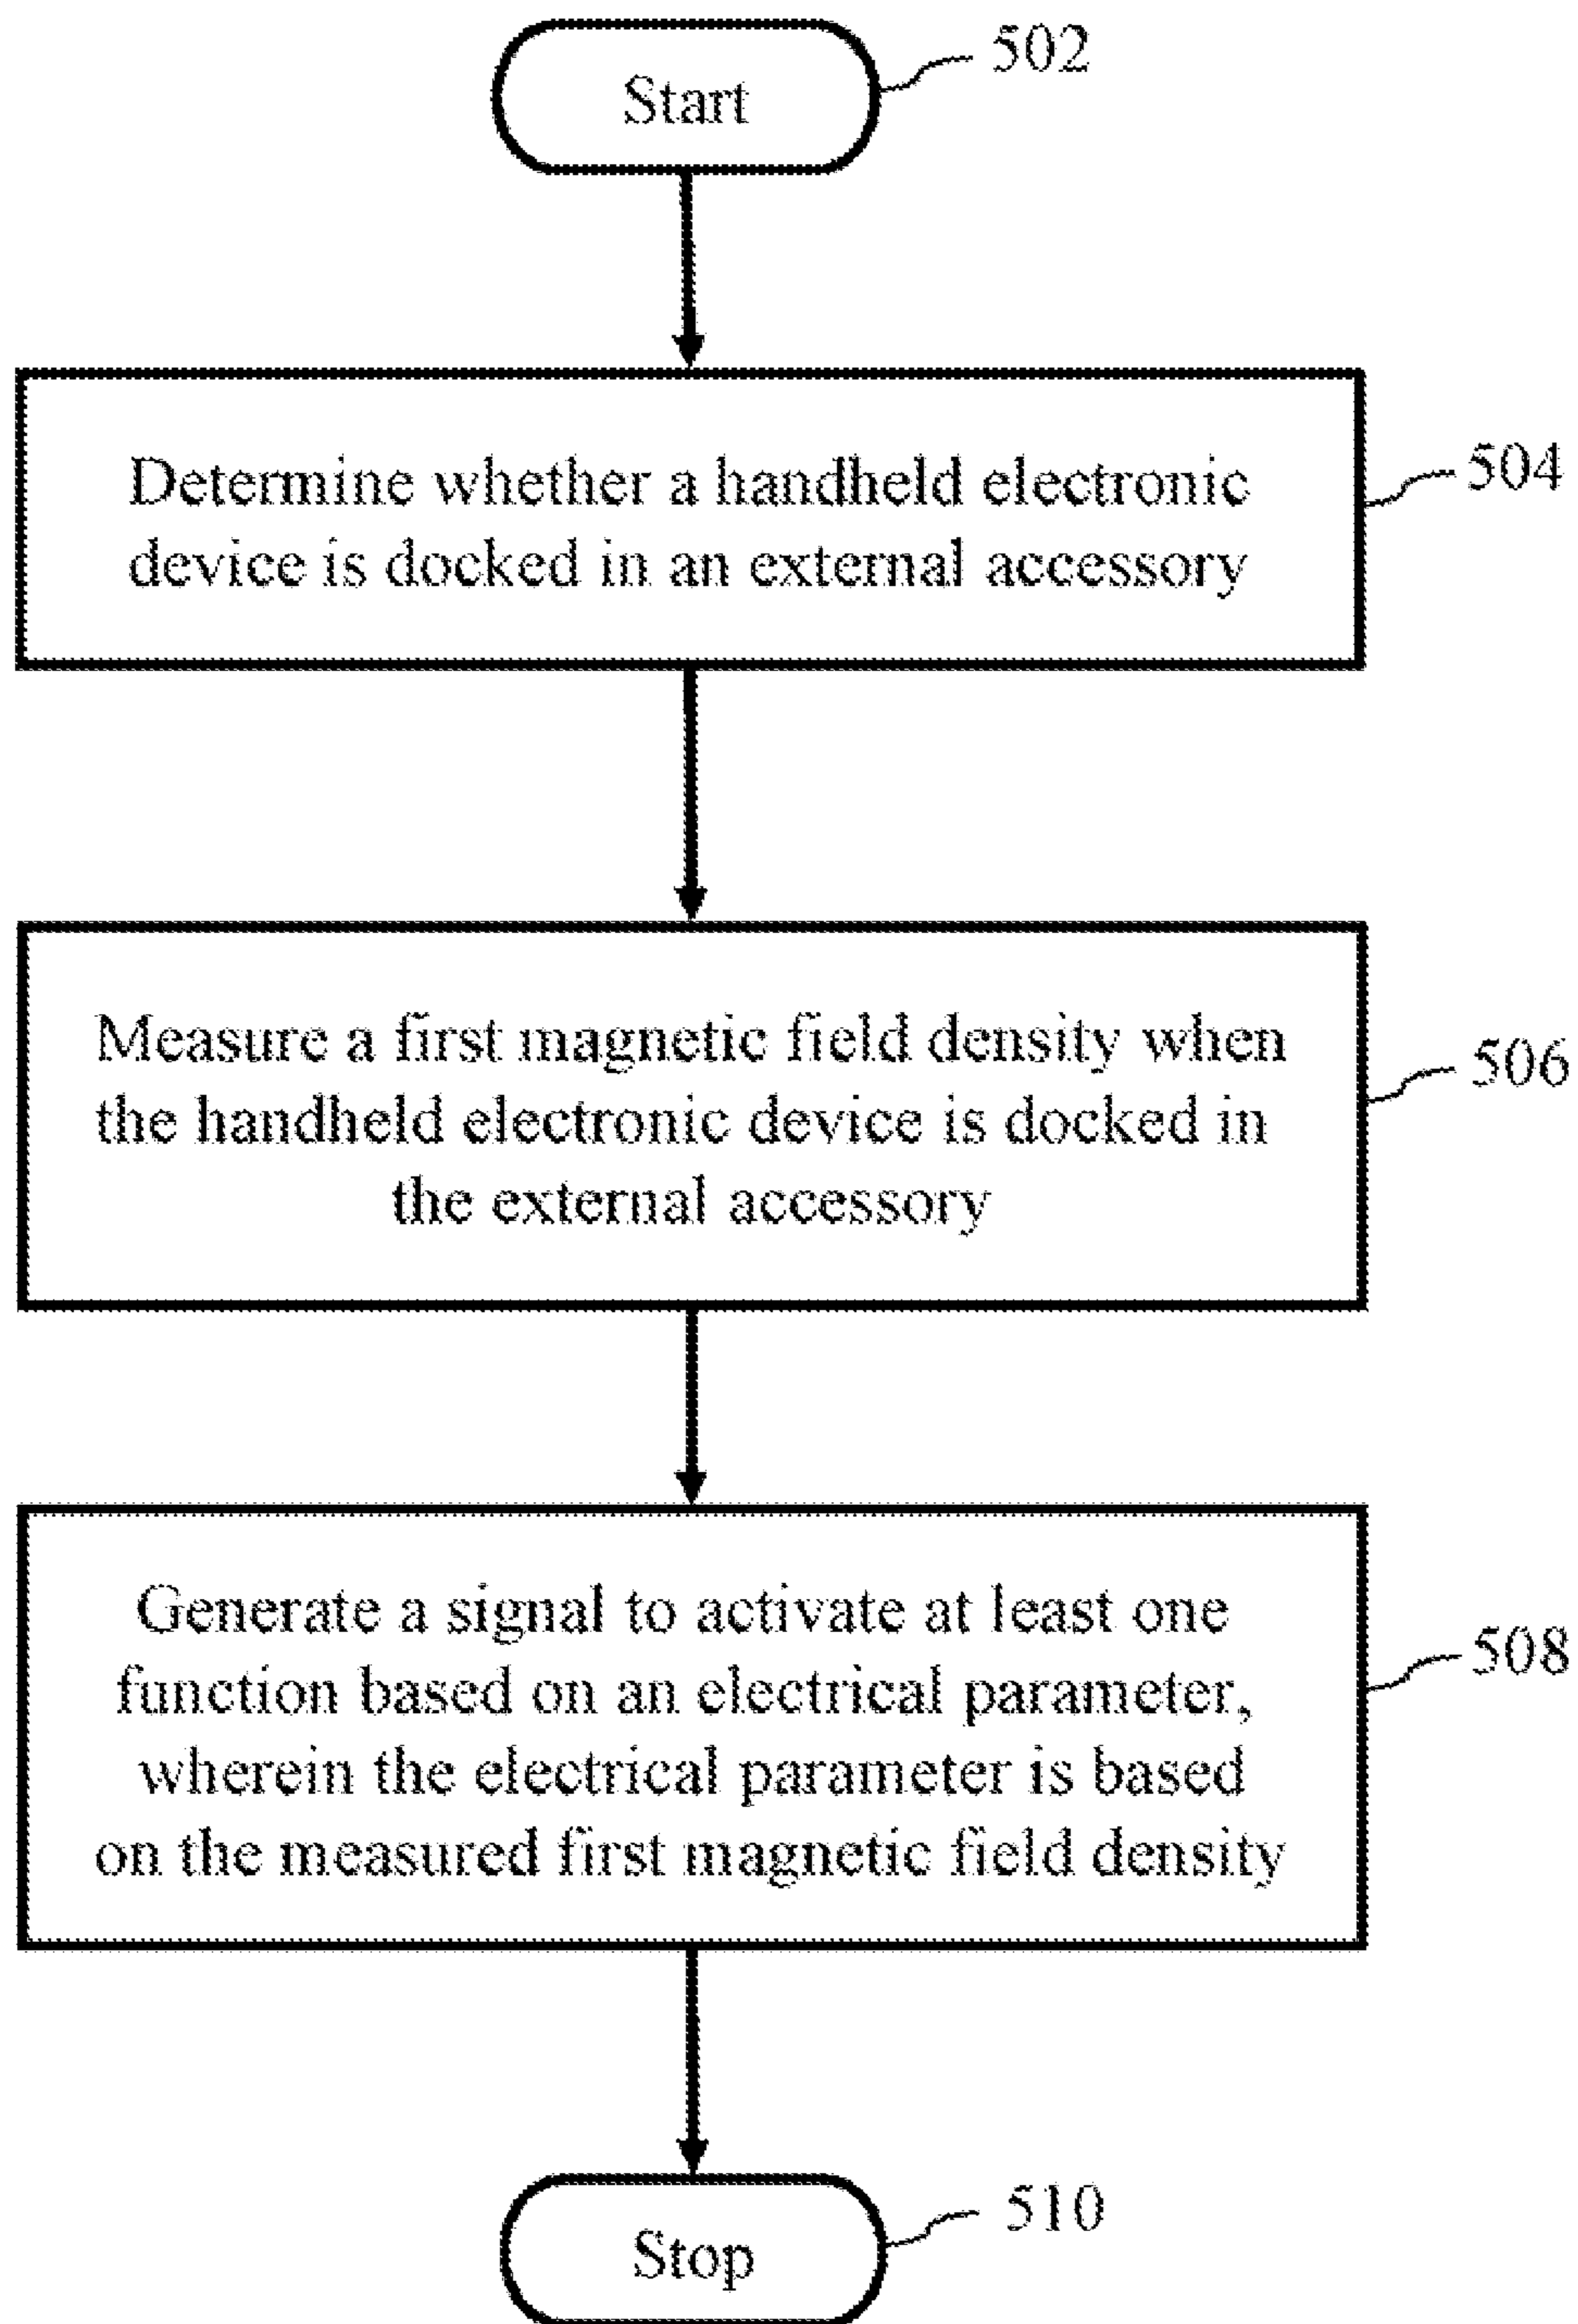 Start
502
Determine whether a handheld electronic
device is docked in an external accessory
504
Measure a first magnetic field density when
the handheld electronic device is docked in
the external accessory
506
Generate a signal to activate at least one
function based on an electrical parameter,
wherein the electrical parameter is based
on the measured first magnetic field density
508
Stop
510